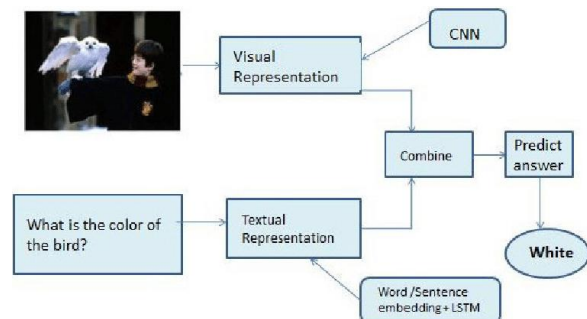 Visual
Representation
CNN
Combine
Predict
answer
What is the color of
the bird?
Textual
Representation
White
Word /Sentence
embedding+ LSTM